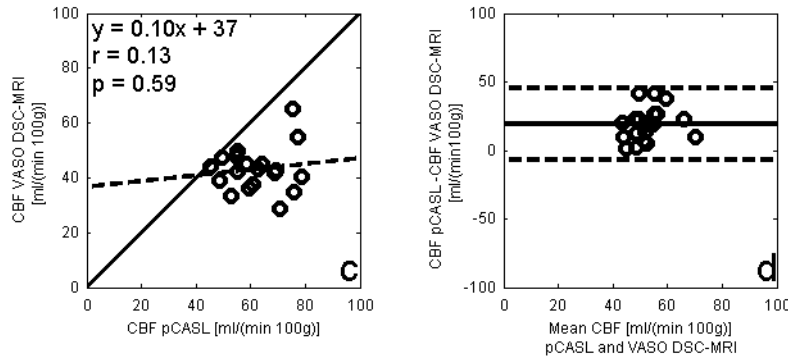 y = 0.10x + 37
r = 0.13
p = 0.59
CBF VASO DSC-MRI
[ml/(min 100g)]
100
80
60
40
20
0
0 20 40 60 80 100
CBF pCASL [ml/(min 100g)]
c
CBF pCASL-CBF VASO DSC-MRI
[ml/(min 100g)]
100
50
0
-50
-100
0 20 40 60 80 100
Mean CBF [ml/(min 100g)]
pCASL and VASO DSC-MRI
d